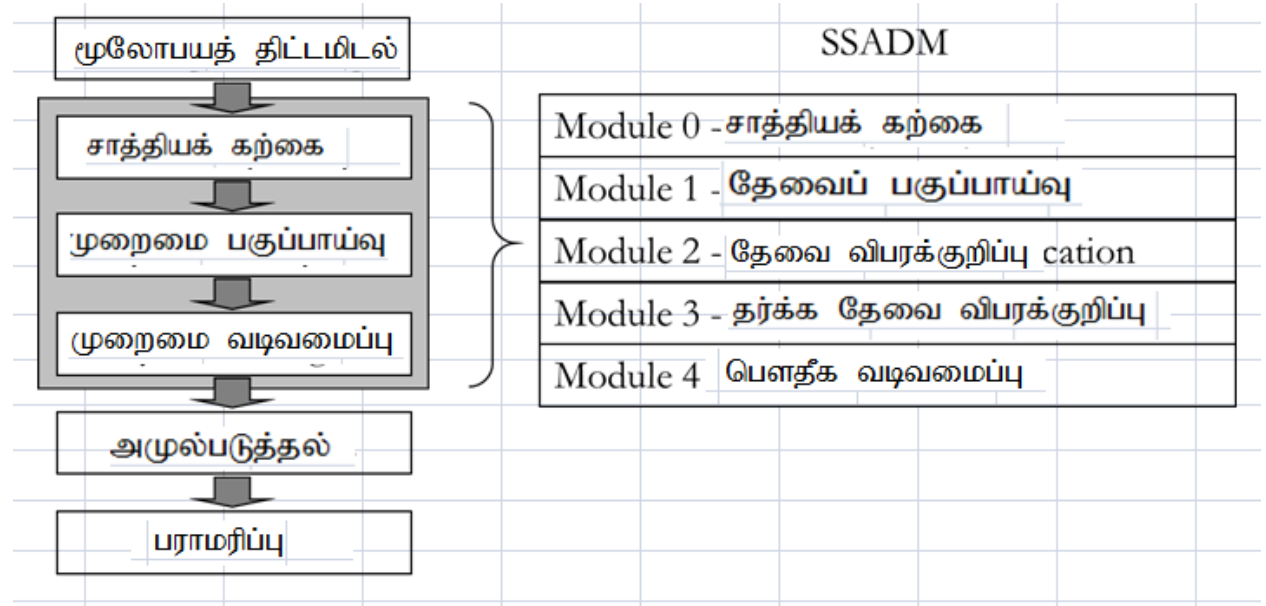 மூலோபயத் திட்டமிடல்
சாத்தியக் கற்கை
முறைமை பகுப்பாய்வு
முறைமை வடிவமைப்பு
அமுல்படுத்தல்
பராமரிப்பு
SSADM
Module 0 -சாத்தியக் கற்கை
Module 1 -தேவைப் பகுப்பாய்வு
Module 2 - தேவை விபரக்குறிப்பு cation
Module 3 - தர்க்க தேவை விபரக்குறிப்பு
Module 4 பௌதீக வடிவமைப்பு